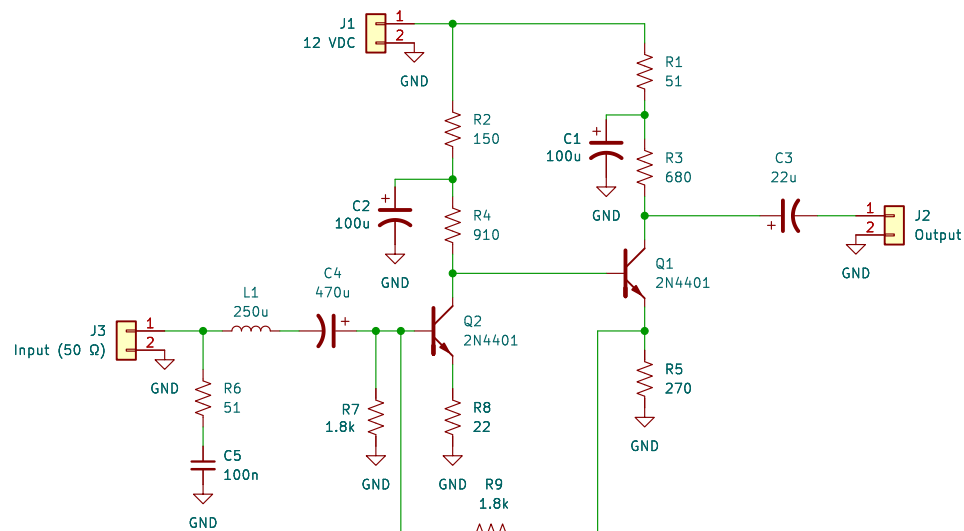 J1
12 VDC
1
2
GND
R1
51
R2
150
C1
100u
+
R3
680
C3
22u
+
GND
C2
100u
+
R4
910
GND
1
2
J2
Output
GND
Q1
2N4401
L1
250u
C4
470u
+
Q2
2N4401
J3
Input (50 Ω)
1
2
GND
R6
51
R7
1.8k
R8
22
R5
270
GND
C5
100n
GND
GND
GND
R9
1.8k